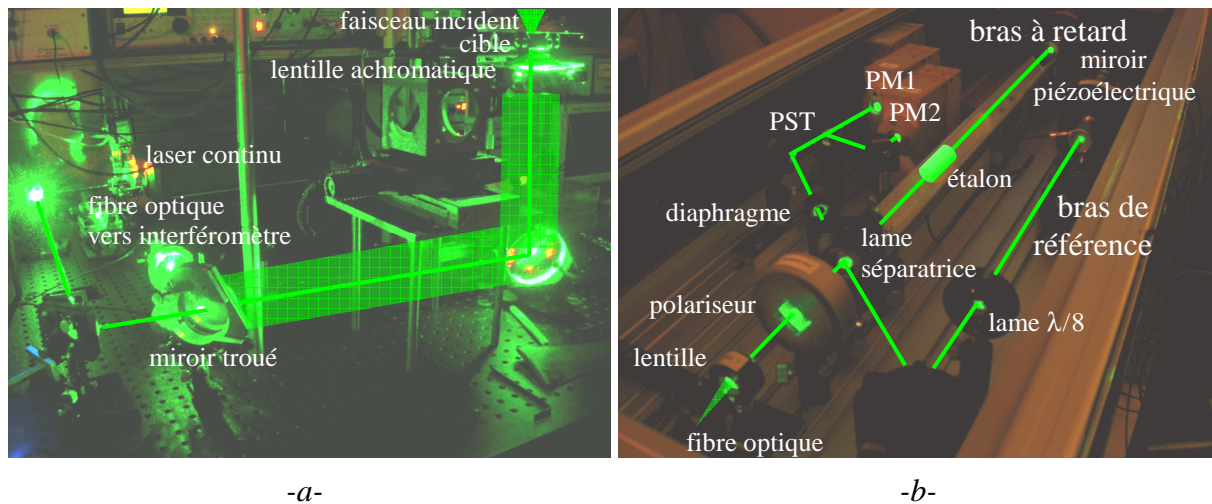 faisceau incident
cible
lentille achromatique
laser continu
fibre optique
vers interféromètre
miroir troué
bras à retard
miroir
piézoélectrique
PM1
PM2
PST
étalon
diaphragme
bras de
référence
lame
séparatrice
polariseur
lame λ/8
lentille
fibre optique
-a-
-b-